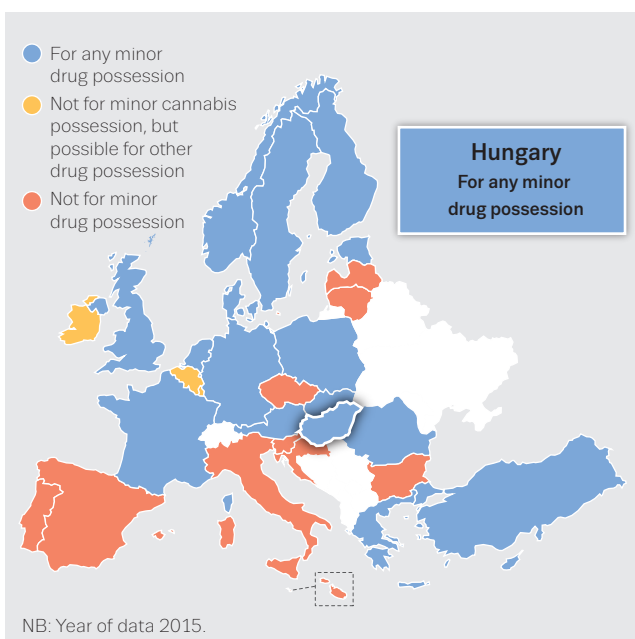 For any minor
drug possession
Not for minor cannabis
possession, but
possible for other
drug possession
Not for minor
drug possession
Hungary
For any minor
drug possession
NB: Year of data 2015.